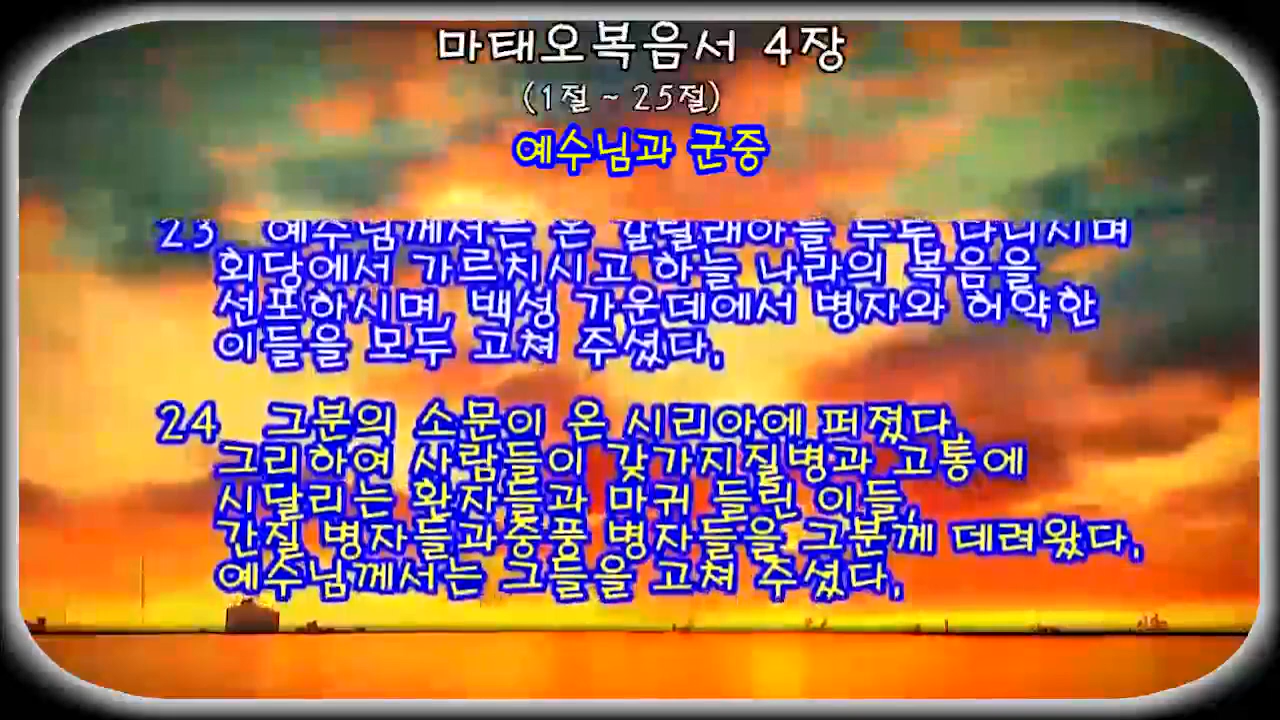 마태오복음서 4장
(1절 ~ 25절)
예수님과 군중
23 예수님께서는 온 갈릴래아를 두루 다니시며
회당에서 가르치시고 하늘 나라의 복음을
선포하시며, 백성 가운데에서 병자와 허약한
이들을 모두 고쳐 주셨다.
24 그분의 소문이 온 시리아에 퍼졌다.
그리하여 사람들이 갖가지질병과 고통에
시달리는 환자들과 마귀 들린 이들,
간질 병자들과중풍 병자들을 그분께 데려왔다.
예수님께서는 그들을 고쳐 주셨다.